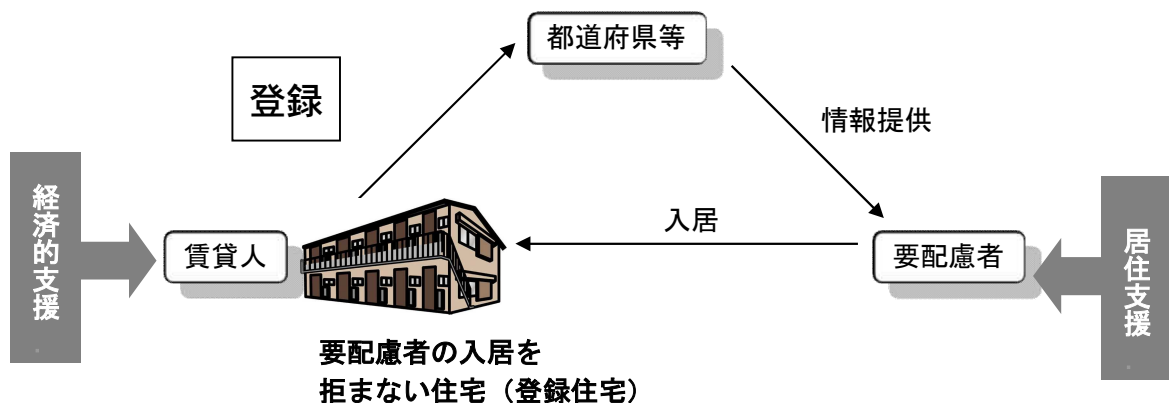 都道府県等
登録
情報提供
経済的支援
賃貸人
入居
要配慮者
居住支援
要配慮者の入居を
拒まない住宅（登録住宅）